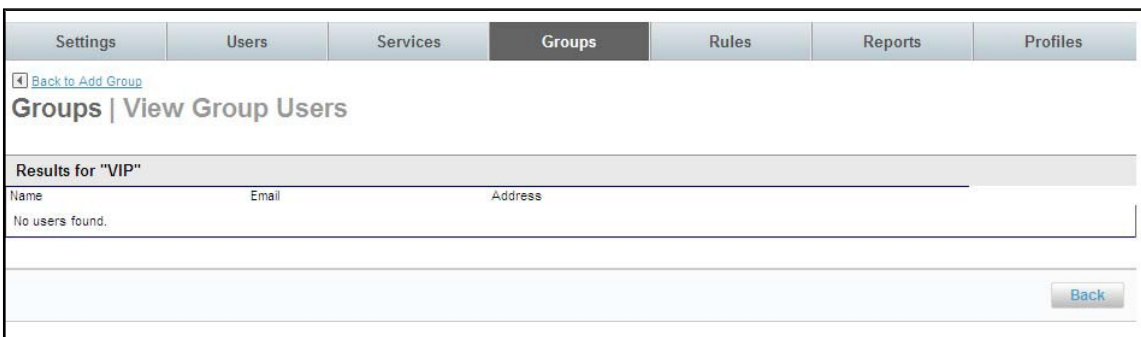 Settings Users Services Groups Rules Reports Profiles
Back to Add Group
Groups | View Group Users
Results for "VIP"
Name Email Address
No users found.
Back